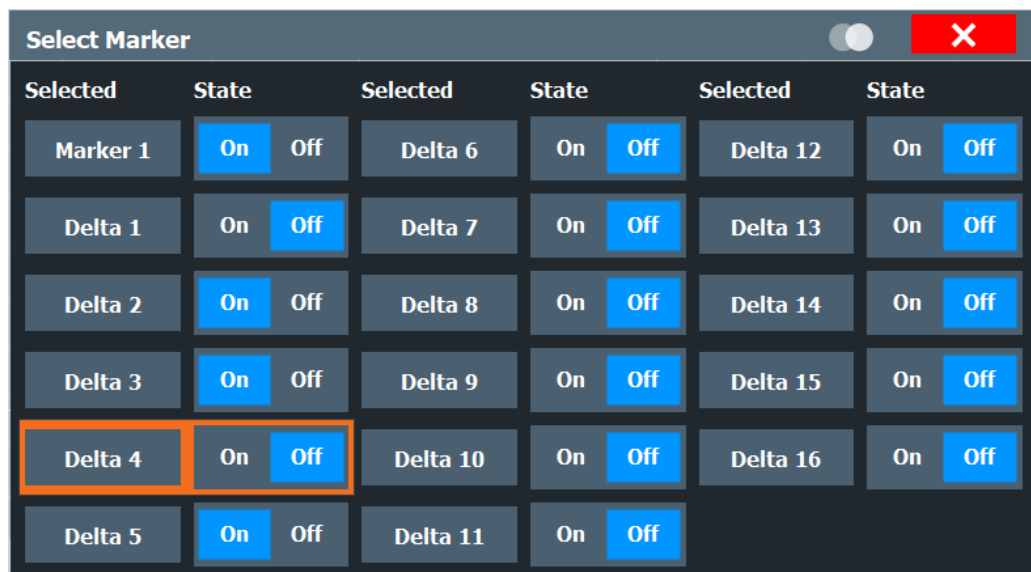 Select Marker
Selected State Selected State Selected State
Marker 1 On Off Delta 6 On Off Delta 12 On Off
Delta 1 On Off Delta 7 On Off Delta 13 On Off
Delta 2 On Off Delta 8 On Off Delta 14 On Off
Delta 3 On Off Delta 9 On Off Delta 15 On Off
Delta 4 On Off Delta 10 On Off Delta 16 On Off
Delta 5 On Off Delta 11 On Off